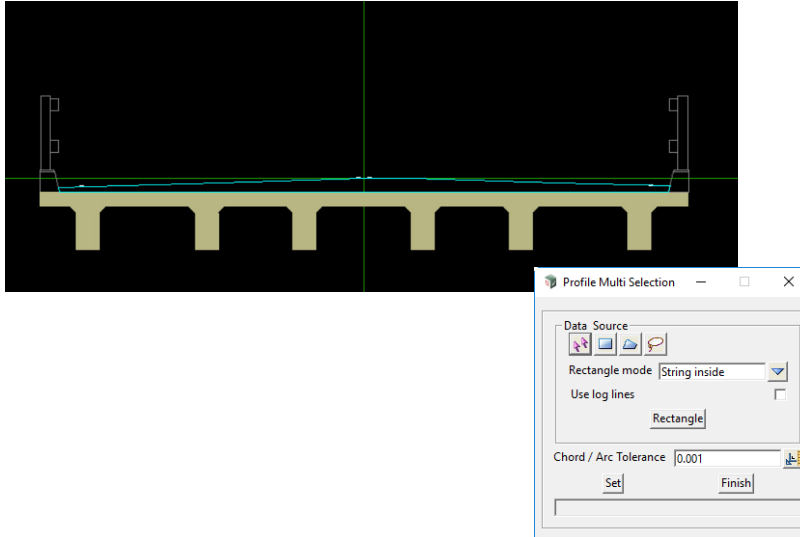 Profile Multi Selection
Data Source
Rectangle mode String inside
Use log lines
Rectangle
Chord / Arc Tolerance 0.001
Set Finish